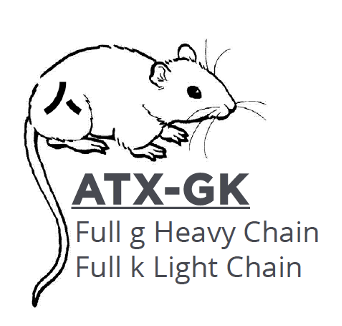 ATX-GK
Full g Heavy Chain
Full k Light Chain